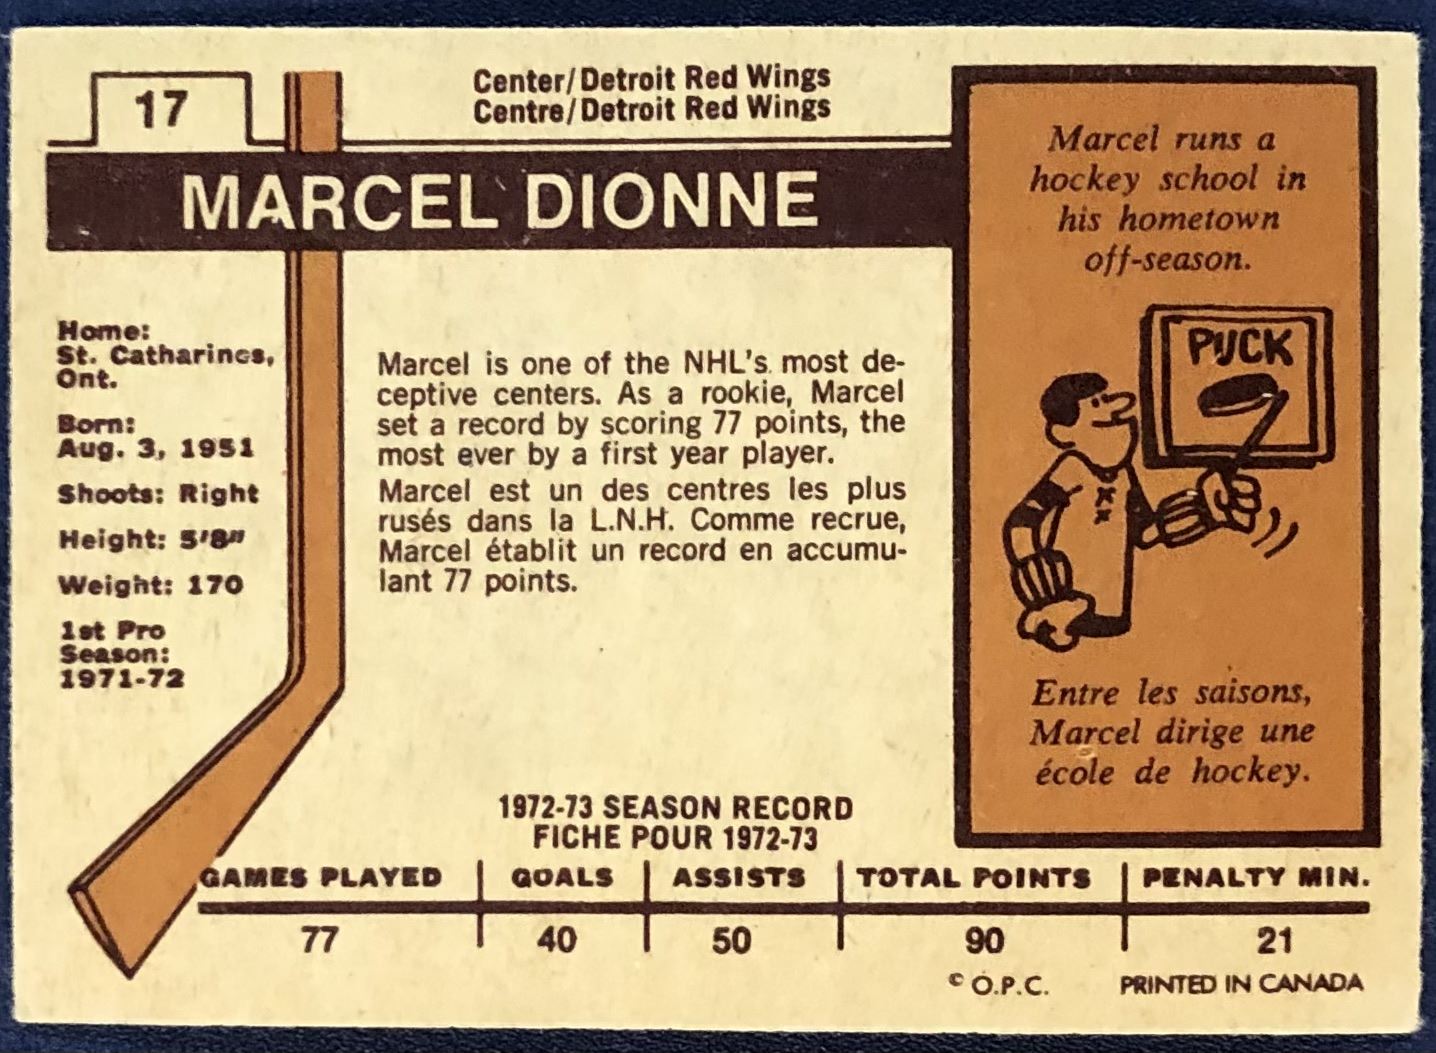 17
Center/Detroit Red Wings
Centre/Detroit Red Wings
MARCEL DIONNE
Home:
St. Catharines,
Ont.
Born:
Aug. 3, 1951
Shoots: Right
Height: 5'8"
Weight: 170
1st Pro
Season:
1971-72
Marcel is one of the NHL's most de-
ceptive centers. As a rookie, Marcel
set a record by scoring 77 points, the
most ever by a first year player.
Marcel est un des centres les plus
rusés dans la L.N.H. Comme recrue,
Marcel établit un record en accumu-
lant 77 points.
Marcel runs a
hockey school in
his hometown
off-season.
PUCK
Entre les saisons,
Marcel dirige une
école de hockey.
1972-73 SEASON RECORD
FICHE POUR 1972-73
GAMES PLAYED GOALS ASSISTS TOTAL POINTS PENALTY MIN.
77 40 50 90 21
© O.P.C. PRINTED IN CANADA